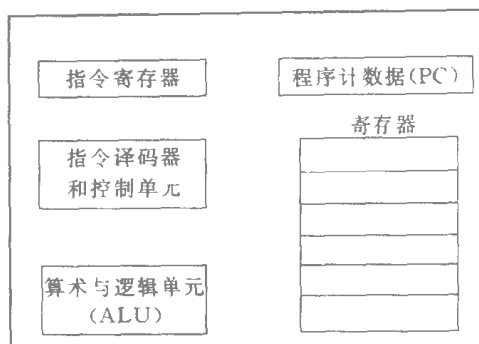 指令寄存器
程序计数据(PC)
寄存器
指令译码器
和控制单元
算术与逻辑单元
(ALU)